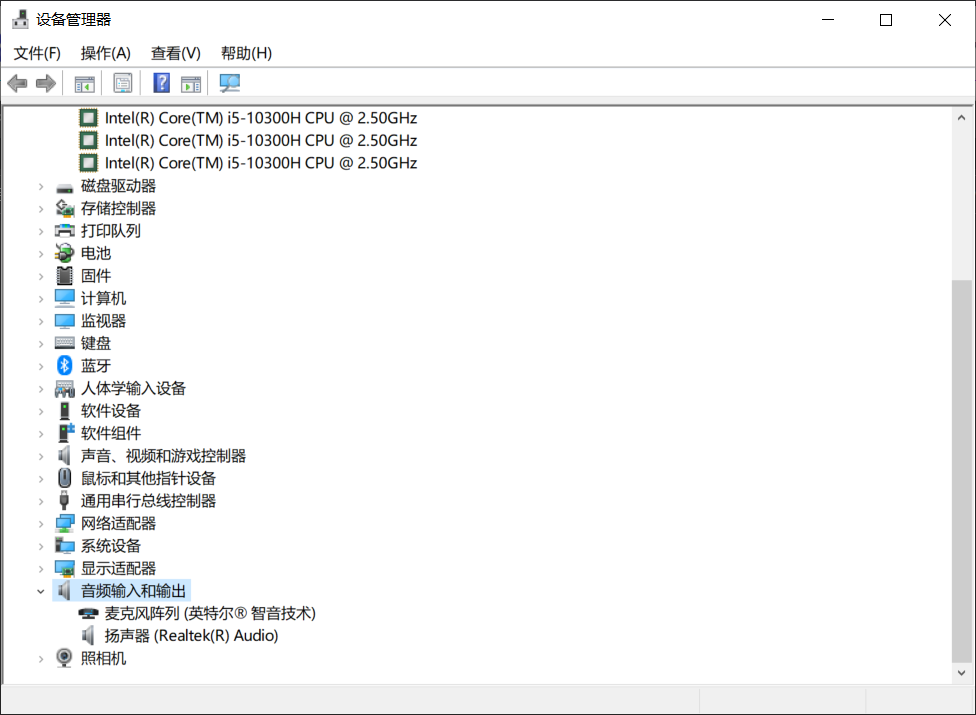 设备管理器
文件(F) 操作(A) 查看(V) 帮助(H)
Intel(R) Core(TM) i5-10300H CPU @ 2.50GHz
Intel(R) Core(TM) i5-10300H CPU @ 2.50GHz
Intel(R) Core(TM) i5-10300H CPU @ 2.50GHz
磁盘驱动器
存储控制器
打印队列
电池
固件
计算机
监视器
键盘
蓝牙
人体学输入设备
软件设备
软件组件
声音、视频和游戏控制器
鼠标和其他指针设备
通用串行总线控制器
网络适配器
系统设备
显示适配器
音频输入和输出
麦克风阵列 (英特尔® 智音技术)
扬声器 (Realtek(R) Audio)
照相机